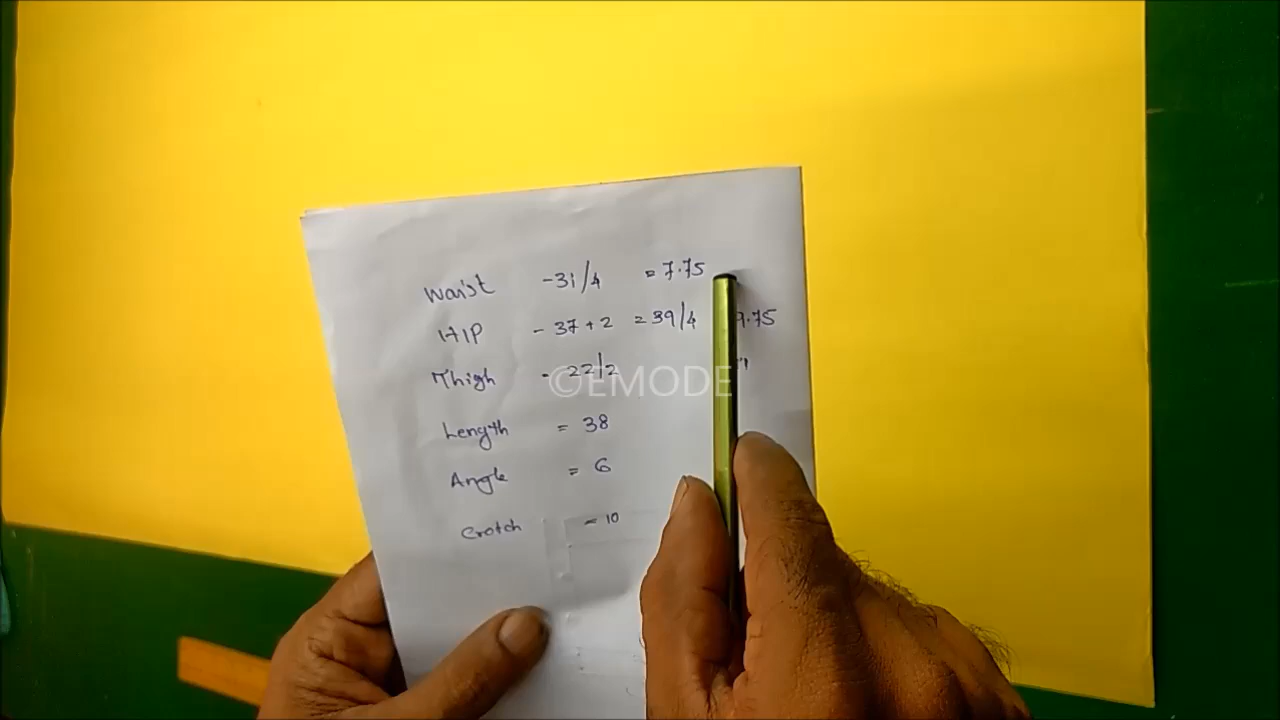 Waist - 31/4 = 7.75
HIP - 37 + 2 = 39/4 9.75
Thigh - 22/2
Length = 38
Angle = 6
Crotch = 10
©EMODE